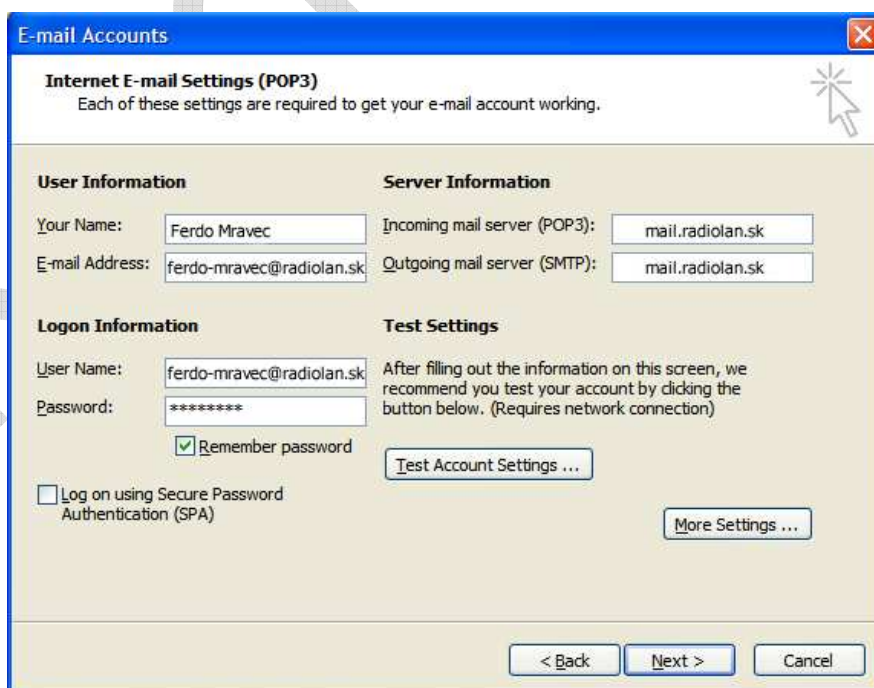 E-mail Accounts
Internet E-mail Settings (POP3)
Each of these settings are required to get your e-mail account working.
User Information
Your Name: Ferdo Mravec
E-mail Address: ferdo-mravec@radiolan.sk
Server Information
Incoming mail server (POP3): mail.radiolan.sk
Outgoing mail server (SMTP): mail.radiolan.sk
Logon Information
User Name: ferdo-mravec@radiolan.sk
Password: ********
Remember password
Log on using Secure Password
Authentication (SPA)
Test Settings
After filling out the information on this screen, we
recommend you test your account by clicking the
button below. (Requires network connection)
Test Account Settings ...
More Settings ...
< Back
Next >
Cancel